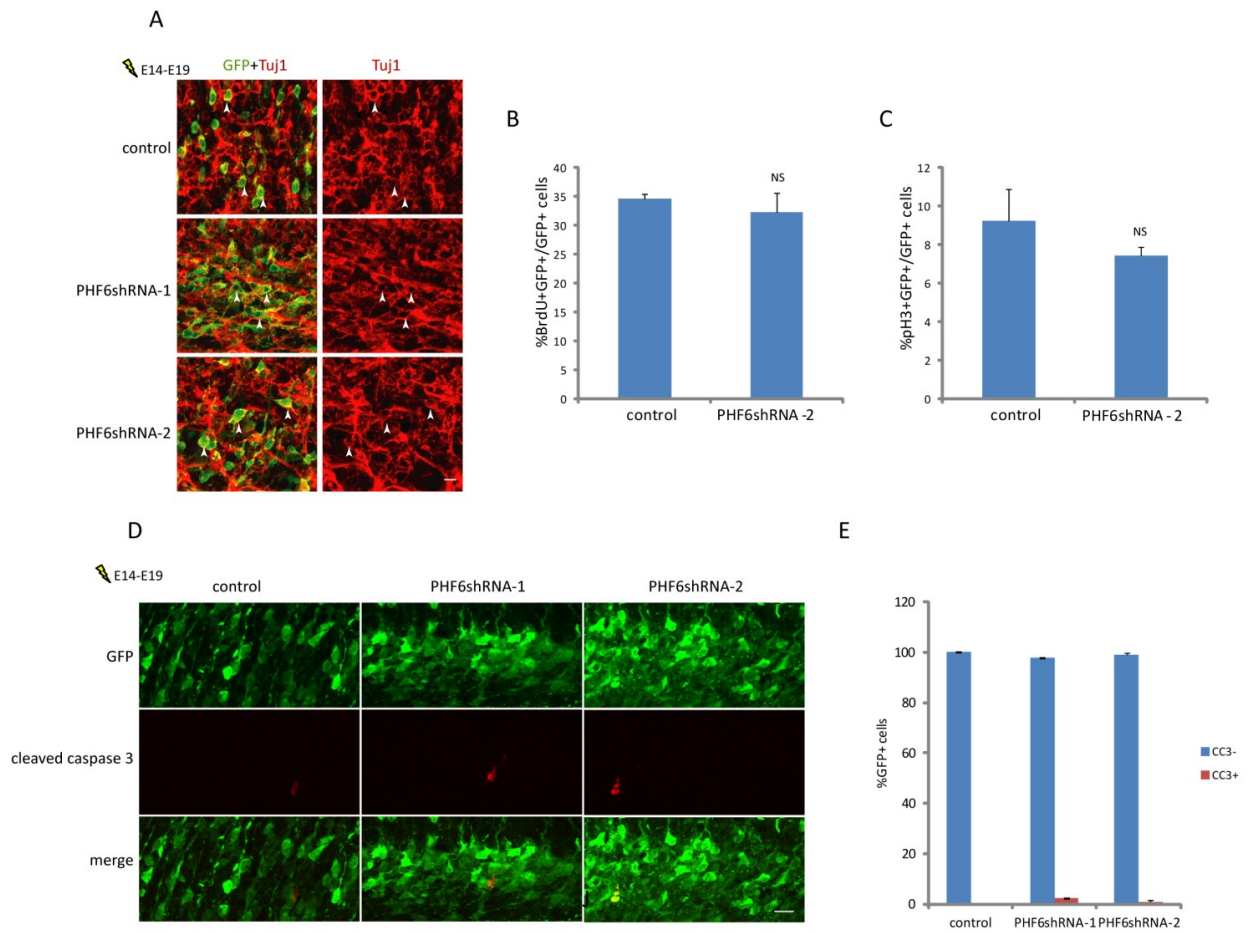 A
E14-E19
GFP+Tuj1
Tuj1
control
PHF6shRNA-1
PHF6shRNA-2
B
%BrdU+GFP+/GFP+ cells
40
35
30
25
20
15
10
5
0
NS
control
PHF6shRNA -2
C
%pH3+GFP+/GFP+ cells
12
10
8
6
4
2
0
NS
control
PHF6shRNA - 2
D
E14-E19
control
PHF6shRNA-1
PHF6shRNA-2
GFP
cleaved caspase 3
merge
E
%GFP+ cells
120
100
80
60
40
20
0
control
PHF6shRNA-1
PHF6shRNA-2
CC3-
CC3+